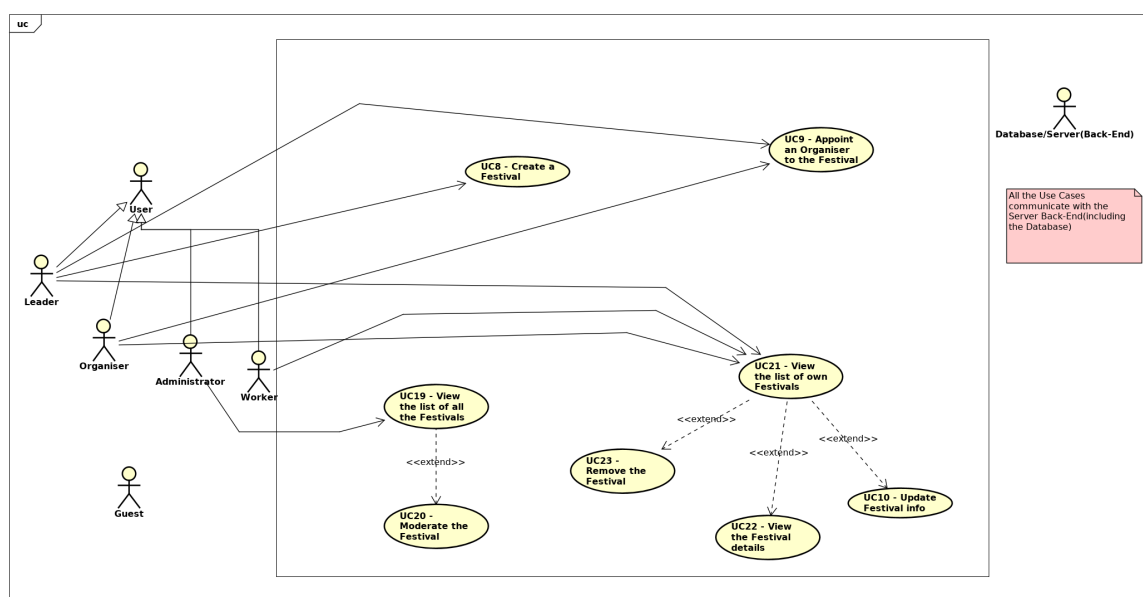 uc
Database/Server(Back-End)
UC9 - Appoint
an Organiser
to the Festival
UC8 - Create a
Festival
User
All the Use Cases
communicate with the
Server Back-End(including
the Database)
Leader
Organiser
Administrator
Worker
UC21 - View
the list of own
Festivals
UC19 - View
the list of all
the Festivals
<<extend>>
<<extend>>
<<extend>>
<<extend>>
UC23 -
Remove the
Festival
UC10 - Update
Festival info
Guest
UC20 -
Moderate the
Festival
UC22 - View
the Festival
details